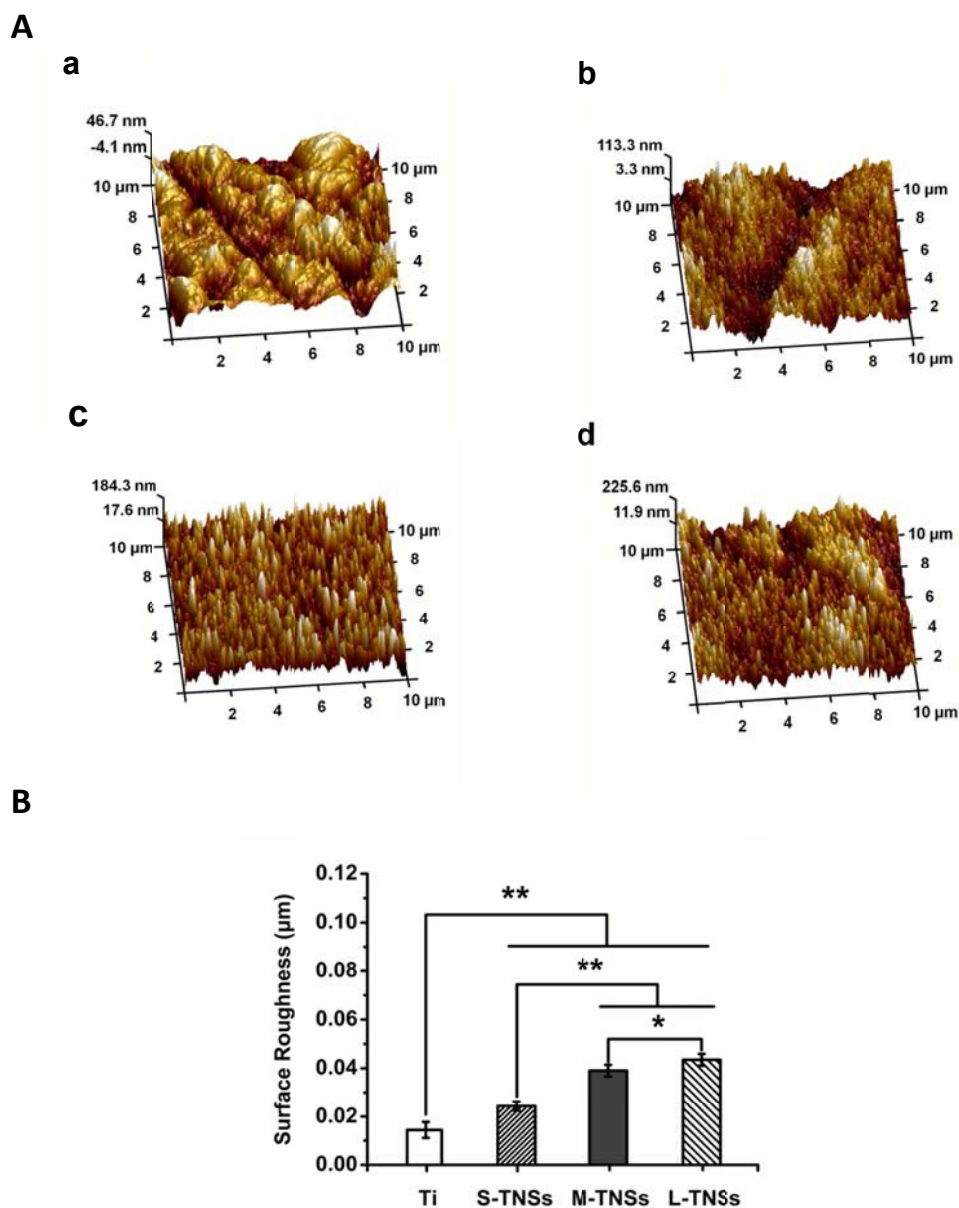 A
a
46.7 nm
-4.1 nm
10 µm
8
6
4
2
2
4
6
8
10 µm
10 µm
8
6
4
2
b
113.3 nm
3.3 nm
10 µm
8
6
4
2
2
4
6
8
10 µm
10 µm
8
6
4
2
c
184.3 nm
17.6 nm
10 µm
8
6
4
2
2
4
6
8
10 µm
10 µm
8
6
4
2
d
225.6 nm
11.9 nm
10 µm
8
6
4
2
2
4
6
8
10 µm
10 µm
8
6
4
2
B
Surface Roughness (µm)
0.12
0.10
0.08
0.06
0.04
0.02
0.00
**
**
*
Ti S-TNSs M-TNSs L-TNSs